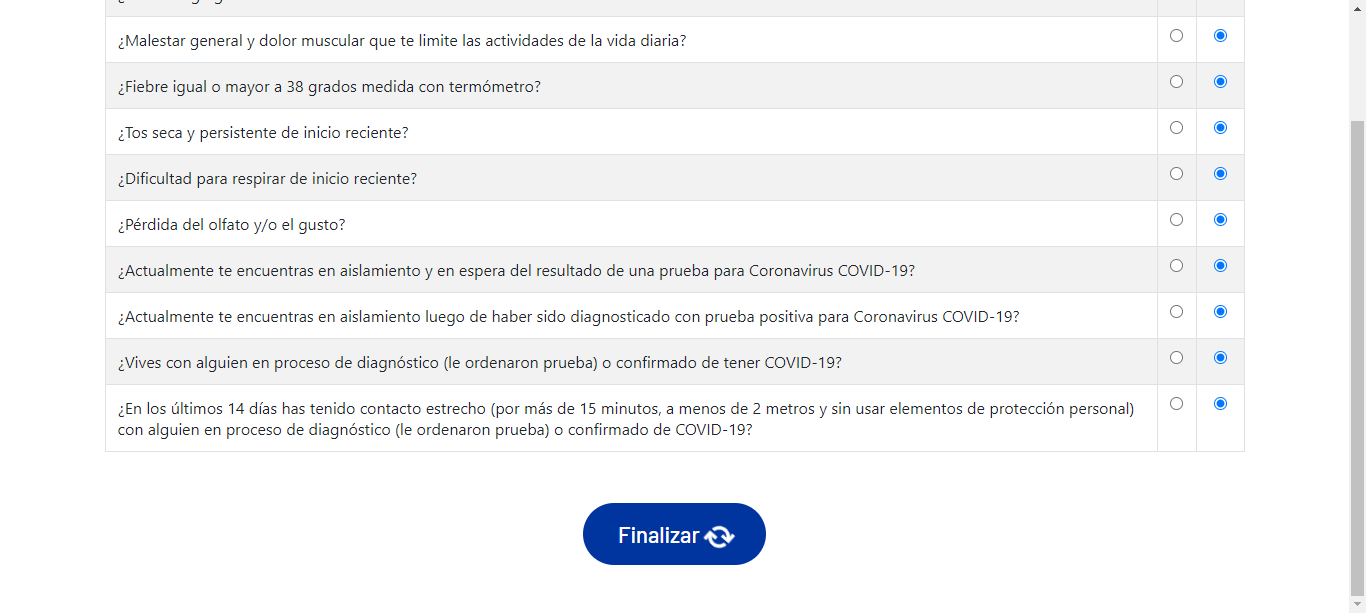 ¿Malestar general y dolor muscular que te limite las actividades de la vida diaria?
¿Fiebre igual o mayor a 38 grados medida con termómetro?
¿Tos seca y persistente de inicio reciente?
¿Dificultad para respirar de inicio reciente?
¿Pérdida del olfato y/o el gusto?
¿Actualmente te encuentras en aislamiento y en espera del resultado de una prueba para Coronavirus COVID-19?
¿Actualmente te encuentras en aislamiento luego de haber sido diagnosticado con prueba positiva para Coronavirus COVID-19?
¿Vives con alguien en proceso de diagnóstico (le ordenaron prueba) o confirmado de tener COVID-19?
¿En los últimos 14 días has tenido contacto estrecho (por más de 15 minutos, a menos de 2 metros y sin usar elementos de protección personal)
con alguien en proceso de diagnóstico (le ordenaron prueba) o confirmado de COVID-19?
Finalizar